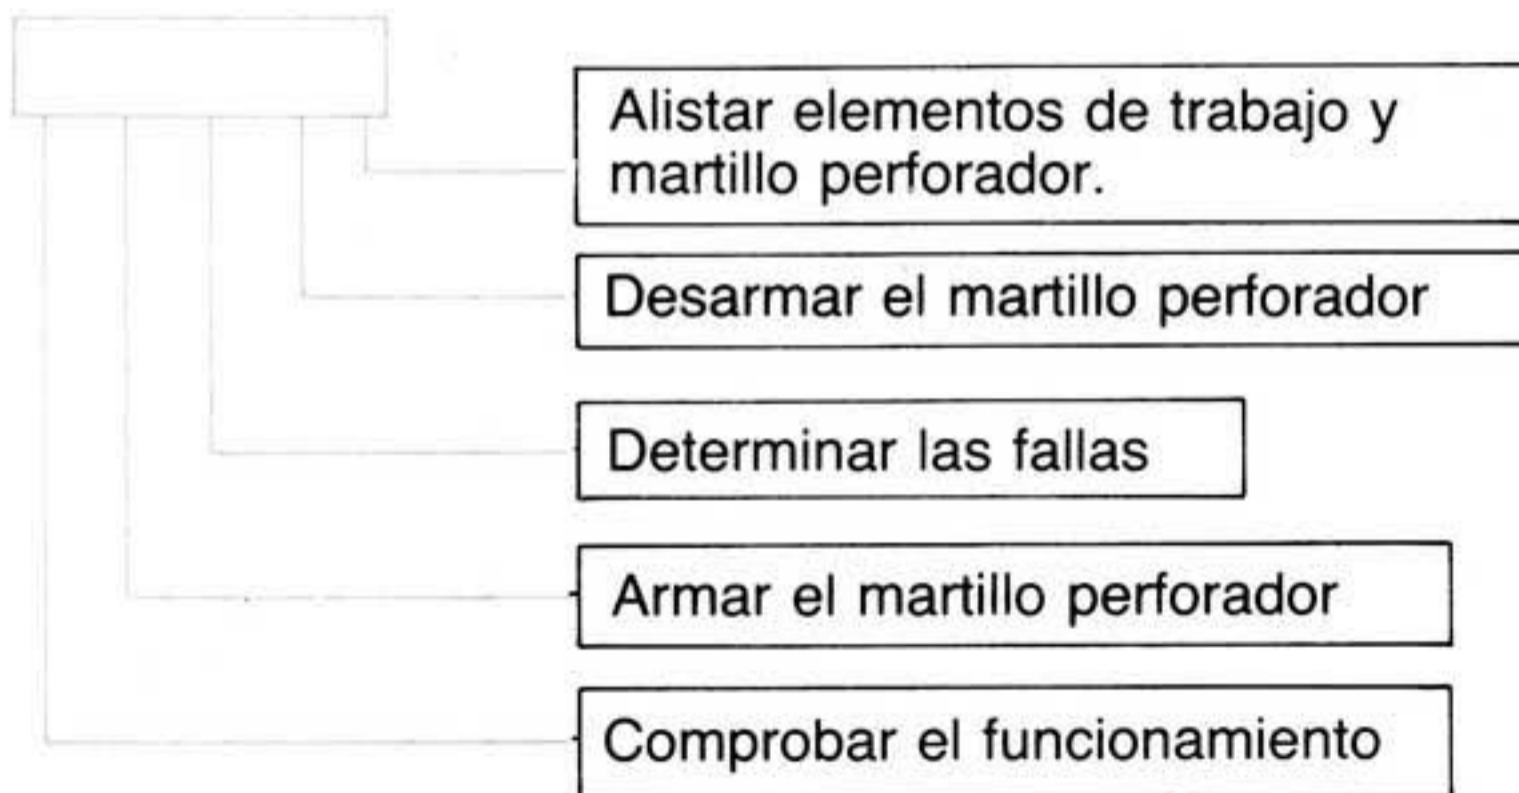 Alistar elementos de trabajo y
martillo perforador.
Desarmar el martillo perforador
Determinar las fallas
Armar el martillo perforador
Comprobar el funcionamiento